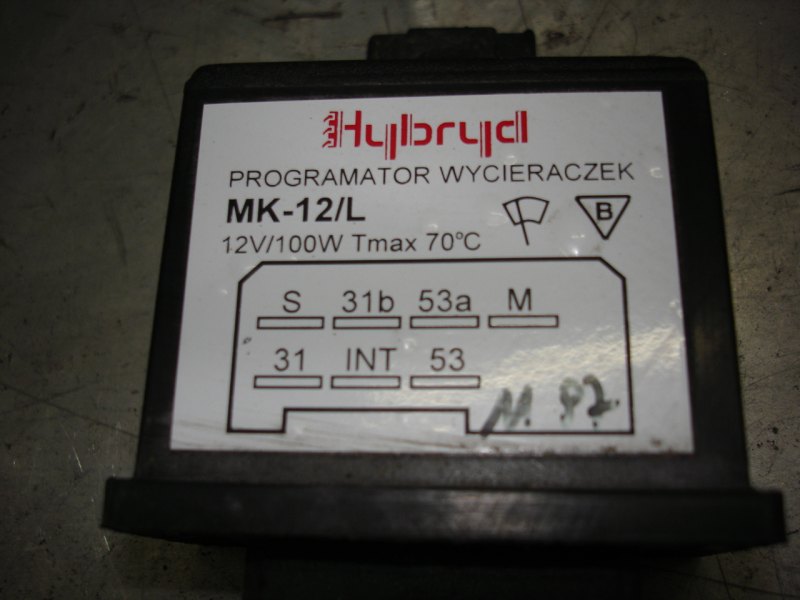 Hybryd
PROGRAMATOR WYCIERACZEK
MK-12/L
B
12V/100W Tmax 70°C
S 31b 53a M
31 INT 53